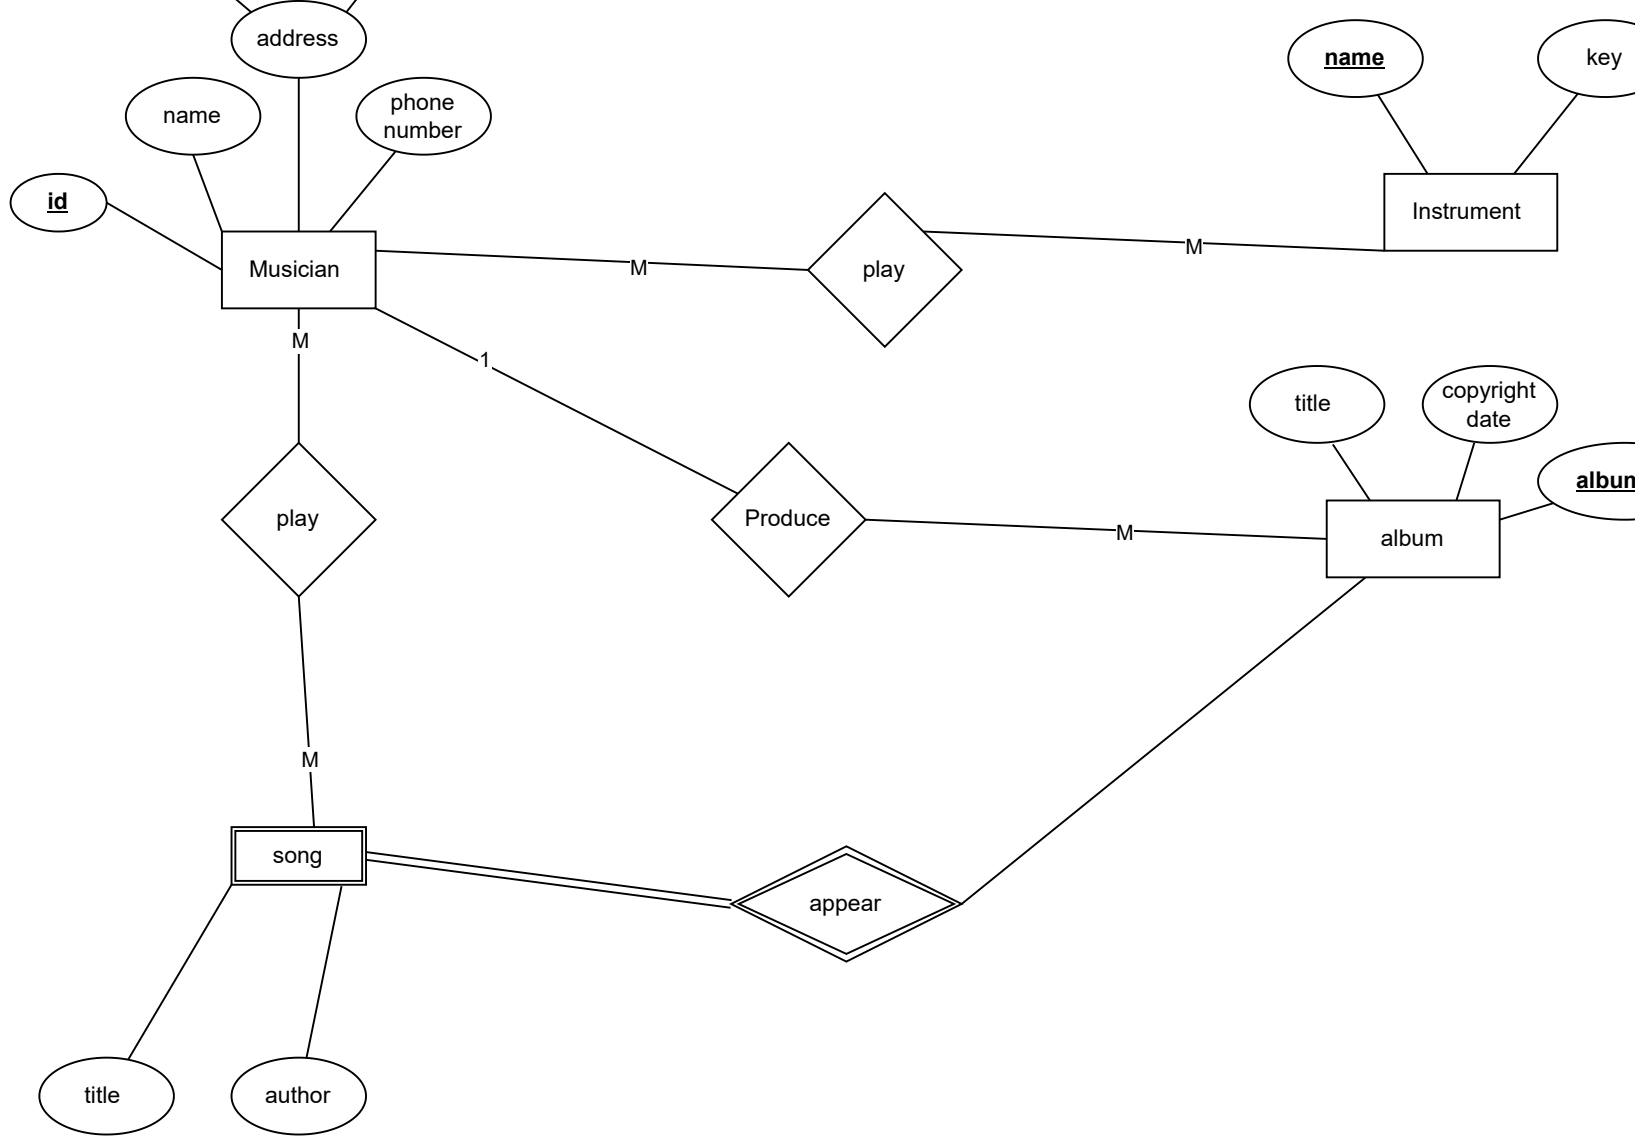 address
name
key
name
phone
number
id
Instrument
Musician
M
play
M
M
1
title
copyright
date
album
play
Produce
M
album
M
song
appear
title
author